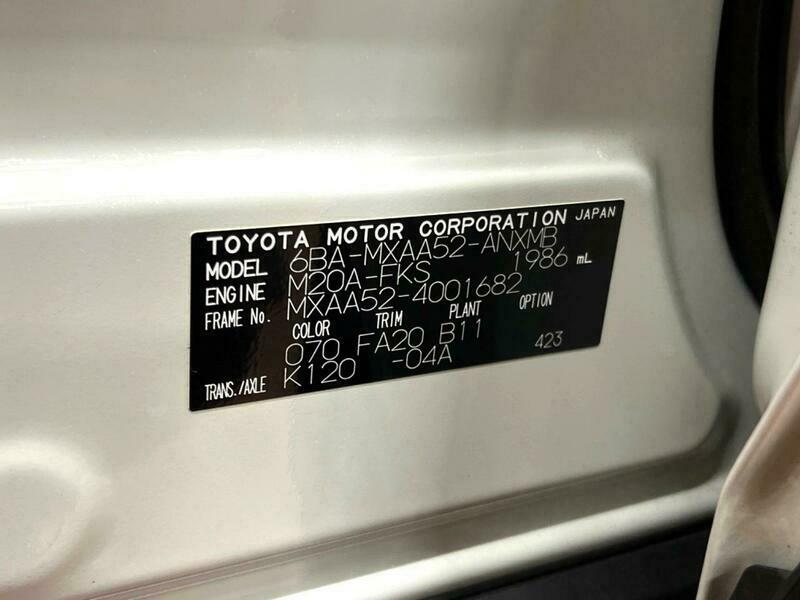 TOYOTA MOTOR CORPORATION JAPAN
MODEL 6BA-MXAA52-ANXMB
ENGINE M20A-FKS 1986 mL
FRAME No. MXAA52-4001682
COLOR TRIM PLANT OPTION
070 FA20 B11 423
TRANS./AXLE K120 -04A